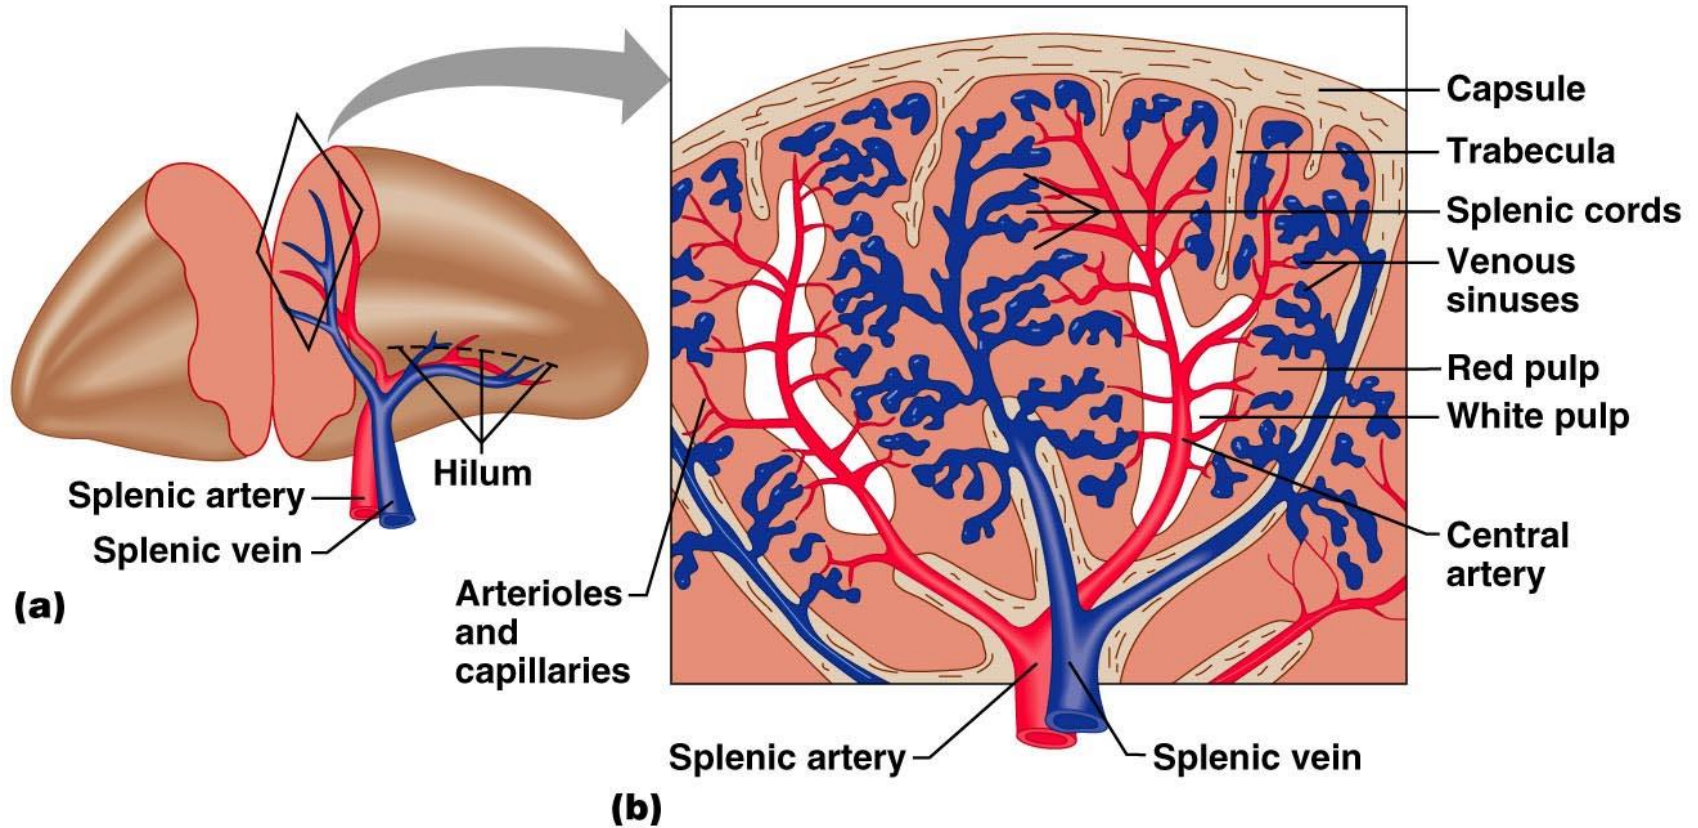 Splenic artery
Splenic vein
Hilum
(a)
Capsule
Trabecula
Splenic cords
Venous
sinuses
Red pulp
White pulp
Central
artery
Arterioles
and
capillaries
Splenic artery
Splenic vein
(b)